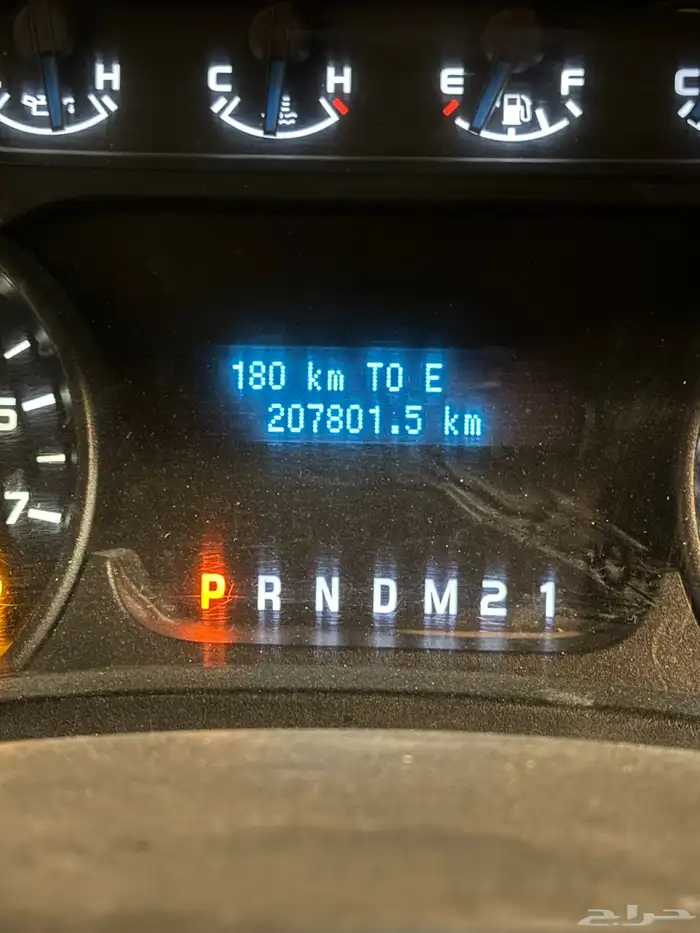 H C H E F C
180 km TO E
207801.5 km
5
7
P R N D M 2 1
حراج